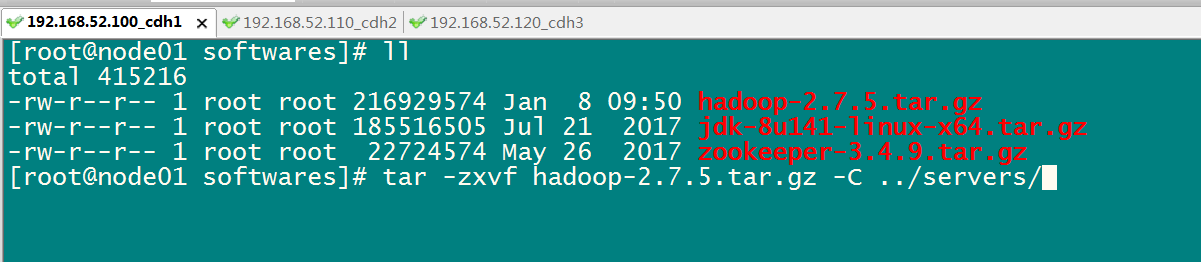 192.168.52.100_cdh1 × 192.168.52.110_cdh2 192.168.52.120_cdh3
[root@node01 softwares]# ll
total 415216
-rw-r--r-- 1 root root 216929574 Jan  8 09:50 hadoop-2.7.5.tar.gz
-rw-r--r-- 1 root root 185516505 Jul 21  2017 jdk-8u141-linux-x64.tar.gz
-rw-r--r-- 1 root root  22724574 May 26  2017 zookeeper-3.4.9.tar.gz
[root@node01 softwares]# tar -zxvf hadoop-2.7.5.tar.gz -C ../servers/